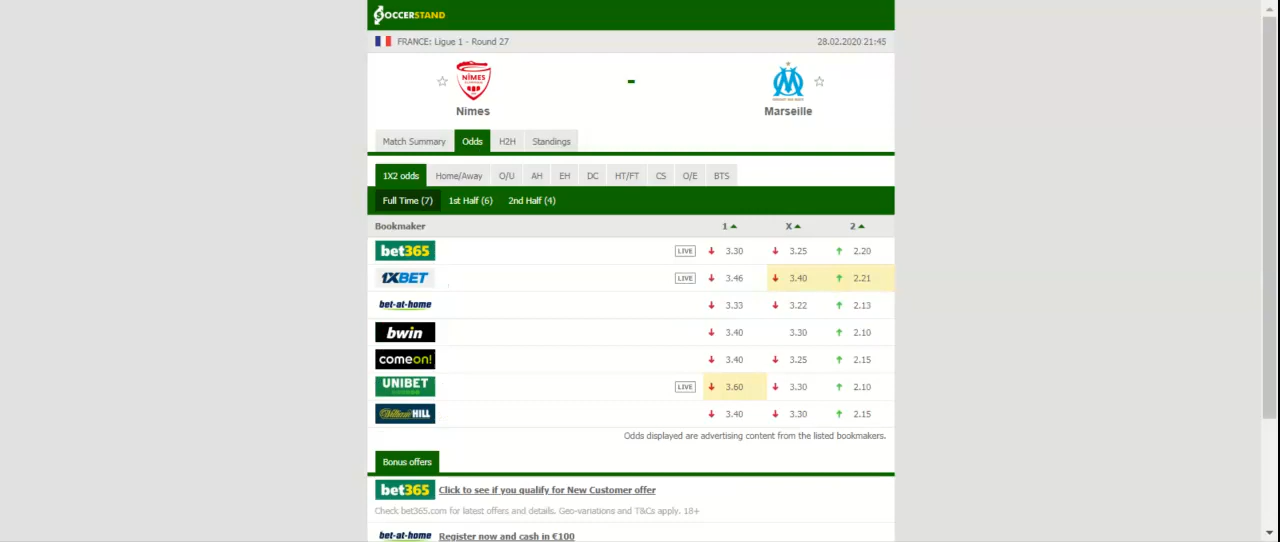 SOCCERSTAND
FRANCE: Ligue 1 - Round 27 28.02.2020 21:45
NÎMES
-
Nimes Marseille
Match Summary Odds H2H Standings
1X2 odds Home/Away O/U AH EH DC HT/FT CS O/E BTS
Full Time (7) 1st Half (6) 2nd Half (4)
Bookmaker 1 X 2
bet365 LIVE 3.30 3.25 2.20
1XBET LIVE 3.46 3.40 2.21
bet-at-home 3.33 3.22 2.13
bwin 3.40 3.30 2.10
comeon! 3.40 3.25 2.15
UNIBET LIVE 3.60 3.30 2.10
William HILL 3.40 3.30 2.15
Odds displayed are advertising content from the listed bookmakers.
Bonus offers
bet365 Click to see if you qualify for New Customer offer
Check bet365.com for latest offers and details. Geo-variations and T&Cs apply. 18+
bet-at-home Register now and cash in €100